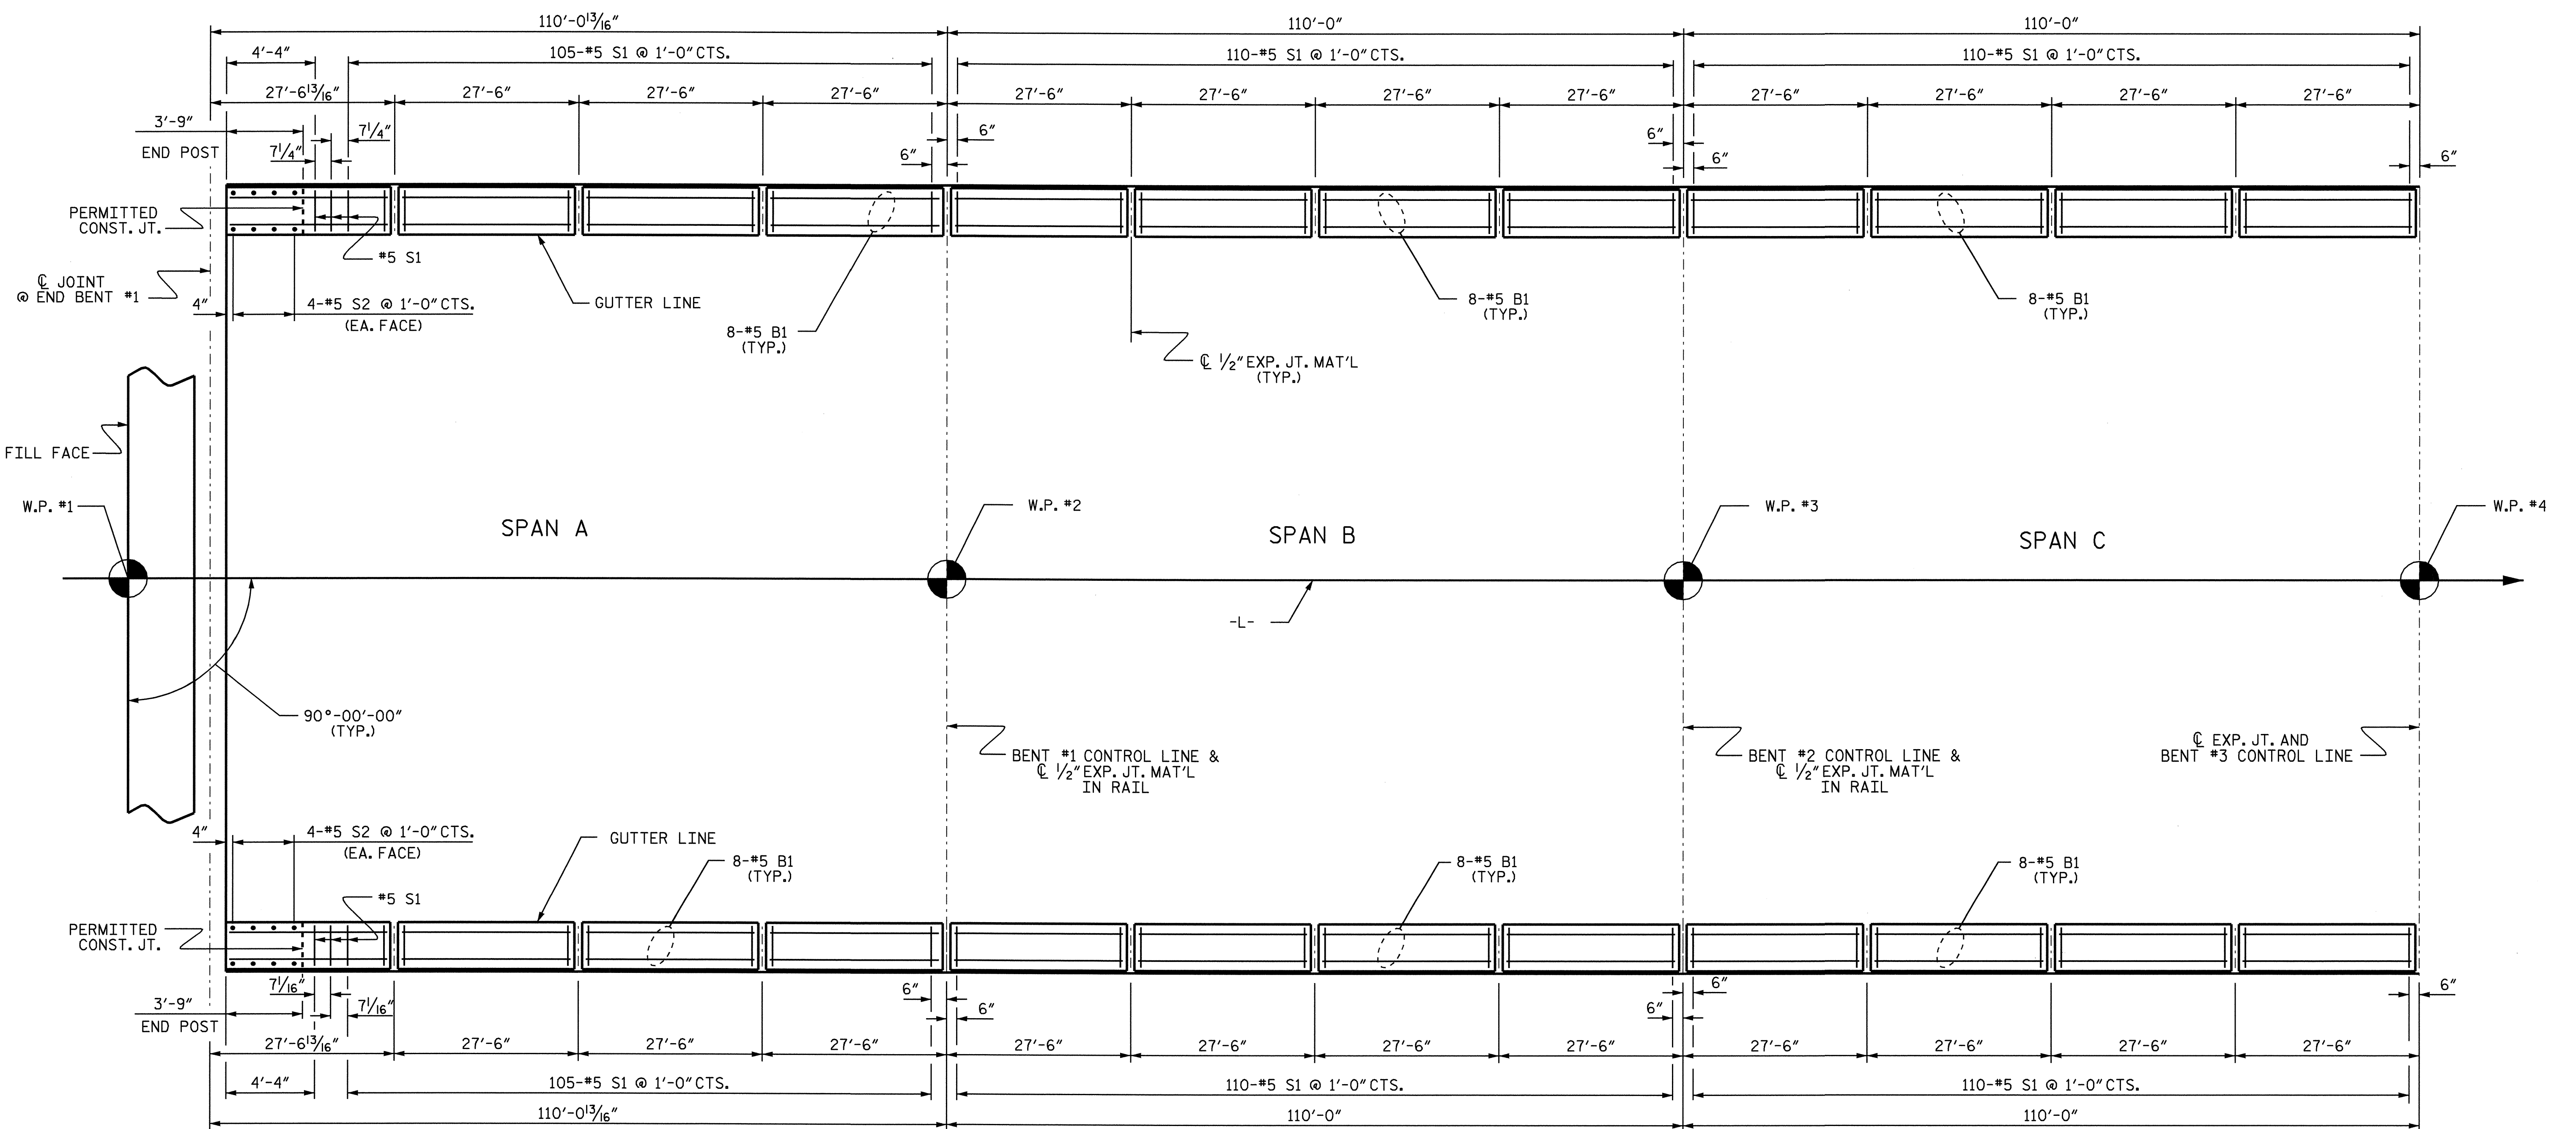 110'-0 13/16"
110'-0"
110'-0"
4'-4"
105-#5 S1 @ 1'-0" CTS.
110-#5 S1 @ 1'-0" CTS.
110-#5 S1 @ 1'-0" CTS.
27'-6 13/16"
27'-6"
27'-6"
27'-6"
27'-6"
27'-6"
27'-6"
27'-6"
27'-6"
27'-6"
27'-6"
27'-6"
3'-9"
END POST
7 1/4"
7 1/4"
6"
6"
6"
6"
6"
PERMITTED
CONST. JT.
#5 S1
℄ JOINT
@ END BENT #1
4"
4-#5 S2 @ 1'-0" CTS.
(EA. FACE)
GUTTER LINE
8-#5 B1
(TYP.)
℄ 1/2" EXP. JT. MAT'L
(TYP.)
8-#5 B1
(TYP.)
8-#5 B1
(TYP.)
FILL FACE
W.P. #1
SPAN A
W.P. #2
SPAN B
W.P. #3
SPAN C
W.P. #4
-L-
90°-00'-00"
(TYP.)
BENT #1 CONTROL LINE &
℄ 1/2" EXP. JT. MAT'L
IN RAIL
BENT #2 CONTROL LINE &
℄ 1/2" EXP. JT. MAT'L
IN RAIL
℄ EXP. JT. AND
BENT #3 CONTROL LINE
4"
4-#5 S2 @ 1'-0" CTS.
(EA. FACE)
GUTTER LINE
8-#5 B1
(TYP.)
8-#5 B1
(TYP.)
8-#5 B1
(TYP.)
#5 S1
PERMITTED
CONST. JT.
3'-9"
END POST
7 1/16"
7 1/16"
6"
6"
6"
6"
6"
27'-6 13/16"
27'-6"
27'-6"
27'-6"
27'-6"
27'-6"
27'-6"
27'-6"
27'-6"
27'-6"
27'-6"
27'-6"
4'-4"
105-#5 S1 @ 1'-0" CTS.
110-#5 S1 @ 1'-0" CTS.
110-#5 S1 @ 1'-0" CTS.
110'-0 13/16"
110'-0"
110'-0"